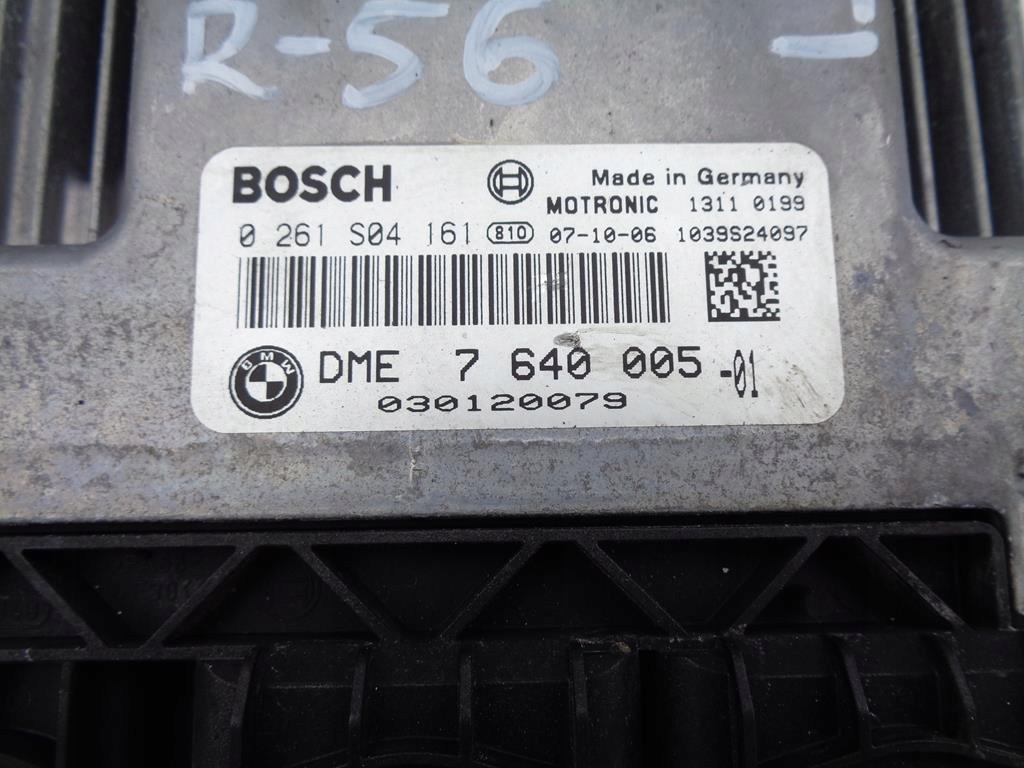 R-56
BOSCH Made in Germany
MOTRONIC 1311 0199
0 261 S04 161 810 07-10-06 1039S24097
BMW DME 7 640 005 -01
030120079